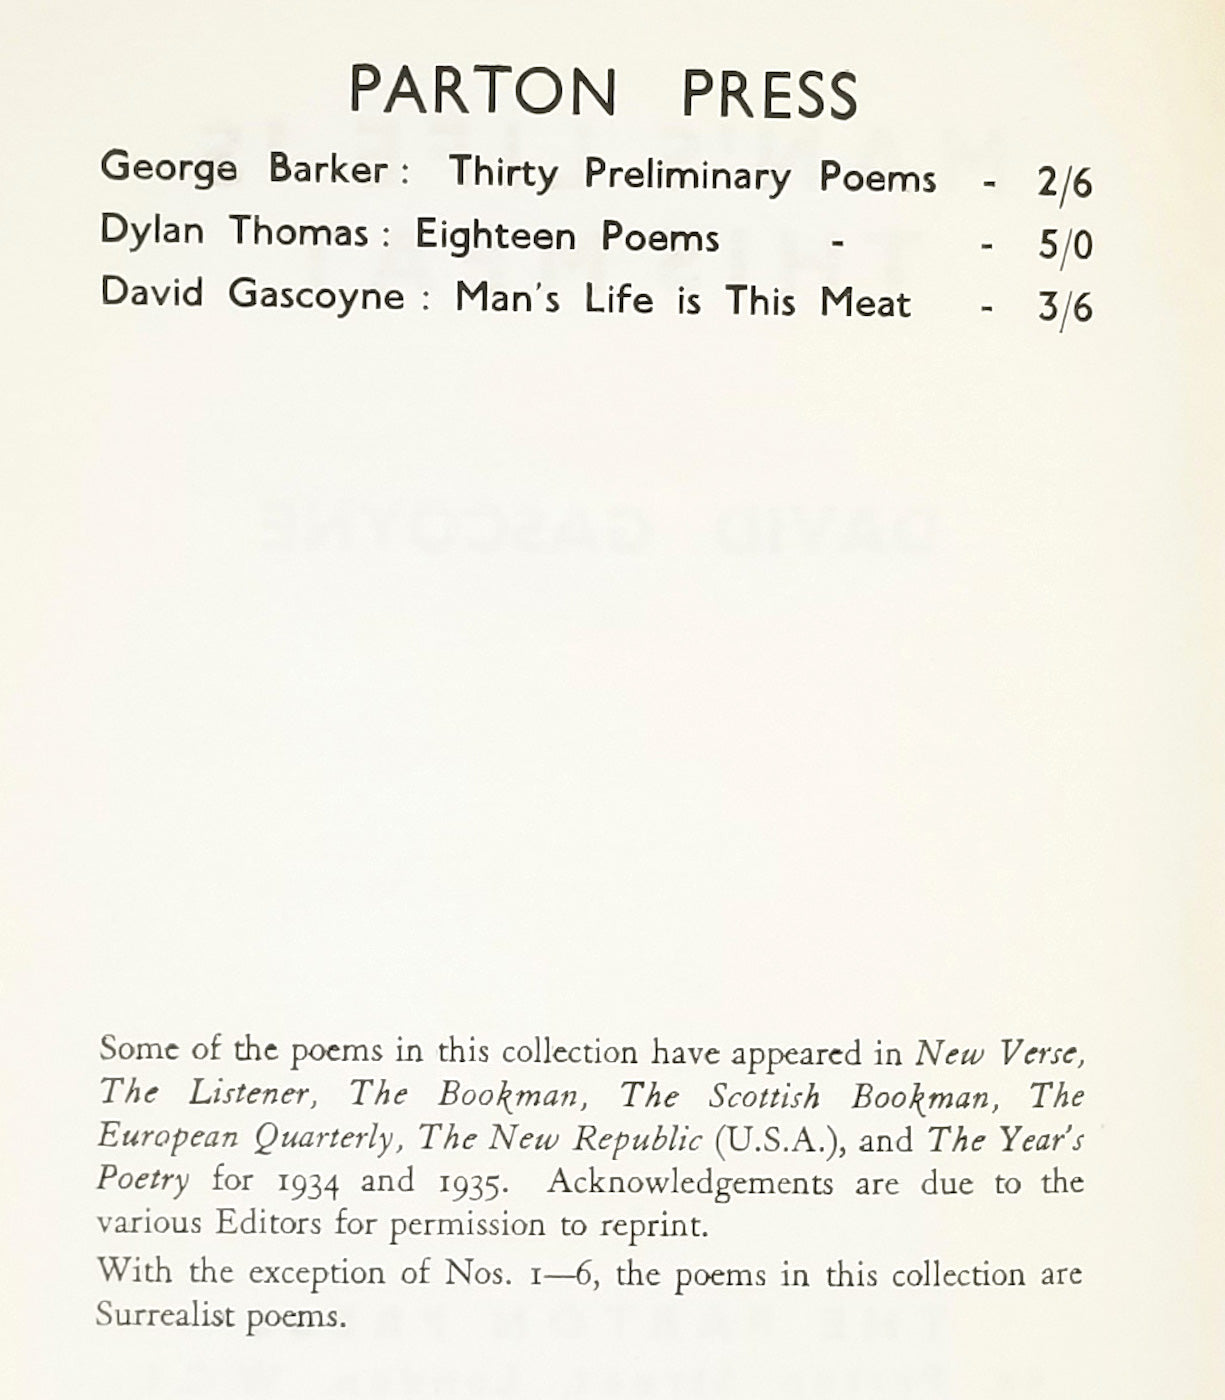 PARTON PRESS
George Barker : Thirty Preliminary Poems - 2/6
Dylan Thomas : Eighteen Poems - - 5/0
David Gascoyne : Man's Life is This Meat - 3/6
DAVID GASCOYNE
Some of the poems in this collection have appeared in New Verse,
The Listener, The Bookman, The Scottish Bookman, The
European Quarterly, The New Republic (U.S.A.), and The Year's
Poetry for 1934 and 1935. Acknowledgements are due to the
various Editors for permission to reprint.
With the exception of Nos. 1—6, the poems in this collection are
Surrealist poems.